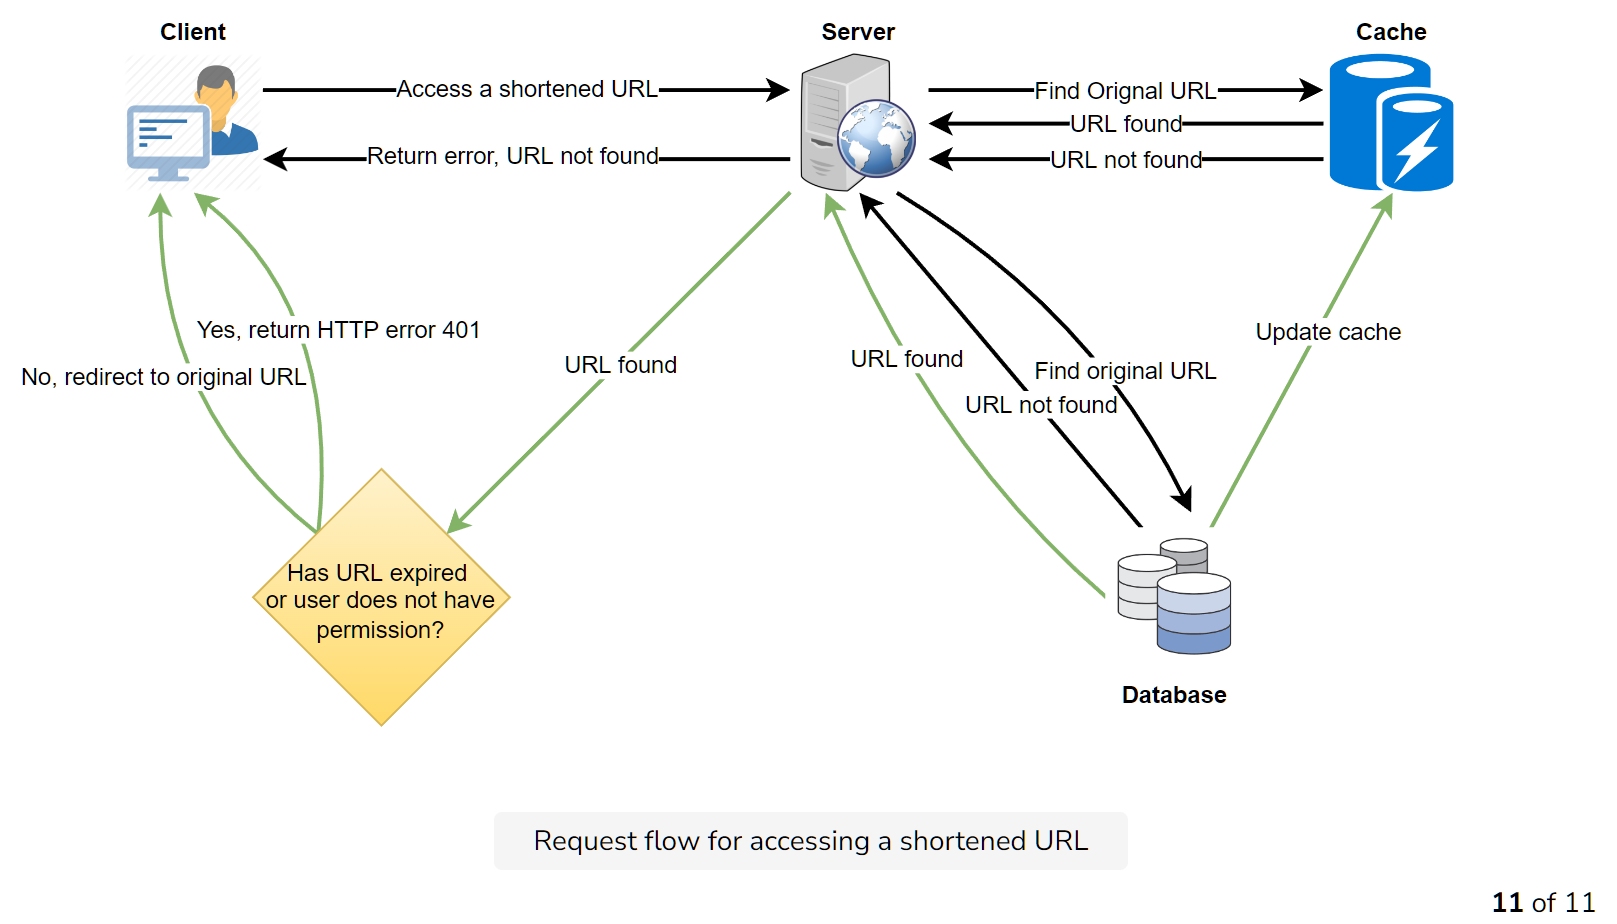 Client
Server
Cache
Access a shortened URL
Find Orignal URL
URL found
Return error, URL not found
URL not found
Yes, return HTTP error 401
Update cache
URL found
URL found
Find original URL
No, redirect to original URL
URL not found
Has URL expired
or user does not have
permission?
Database
Request flow for accessing a shortened URL
11 of 11